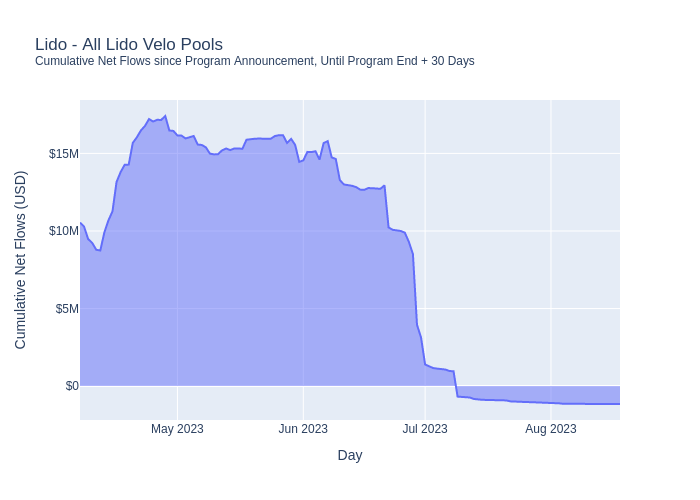 Lido - All Lido Velo Pools
Cumulative Net Flows since Program Announcement, Until Program End + 30 Days
Cumulative Net Flows (USD)
$15M
$10M
$5M
$0
May 2023
Jun 2023
Jul 2023
Aug 2023
Day